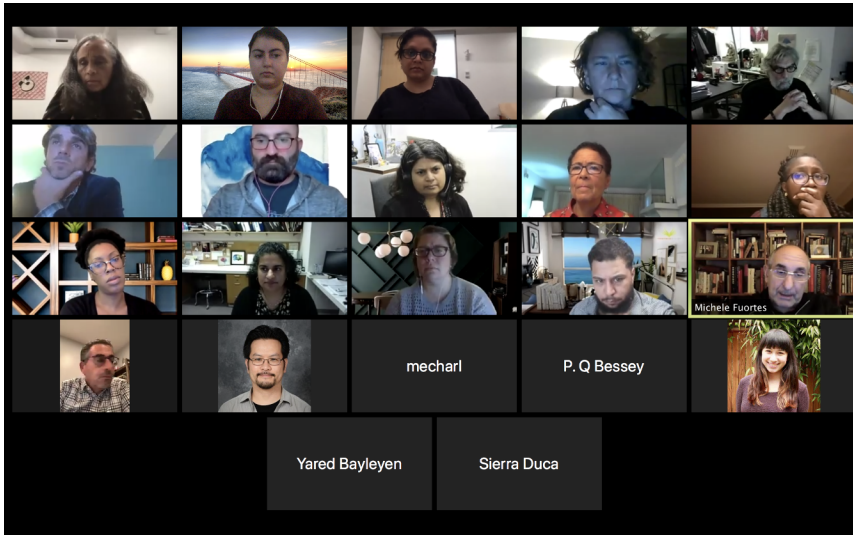 Michele Fuortes
mecharl
P. Q Bessey
Yared Bayleyen
Sierra Duca